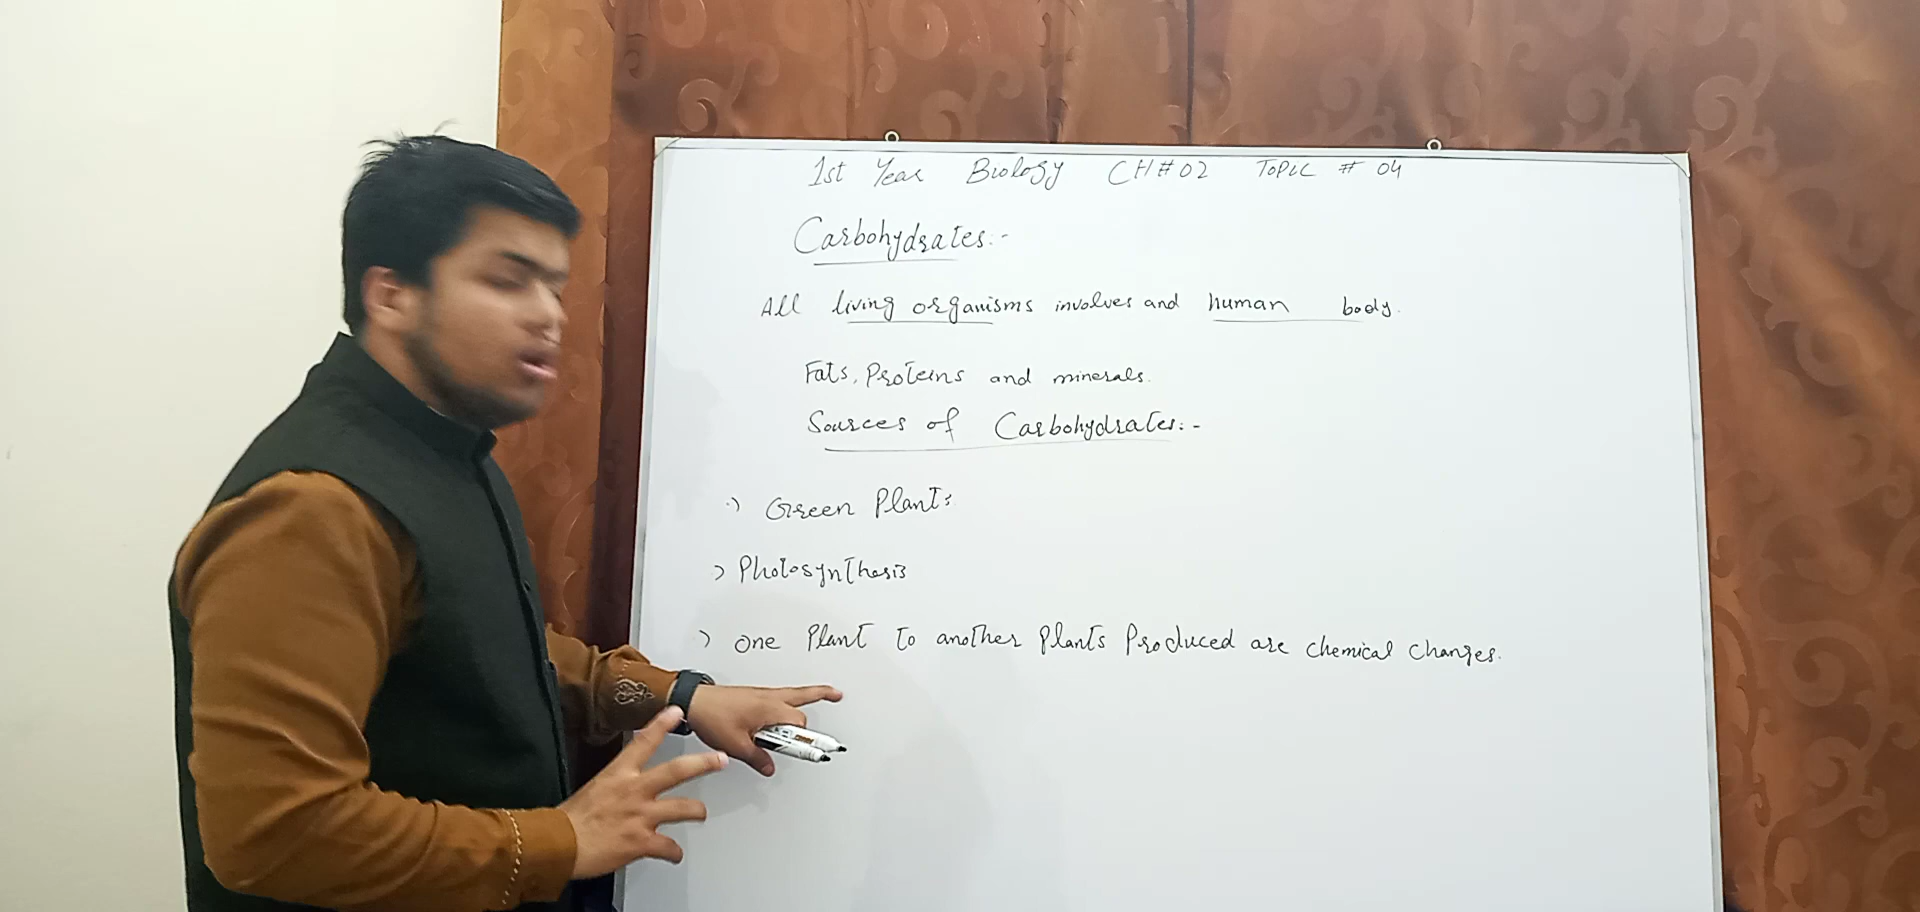 1st Year Biology CH#02 Topic # 04
Carbohydrates:-
All living organisms involves and human body.
Fats, Proteins and minerals.
Sources of Carbohydrates:-
Green Plants
Photosynthesis
one Plant to another Plants Produced are chemical changes.